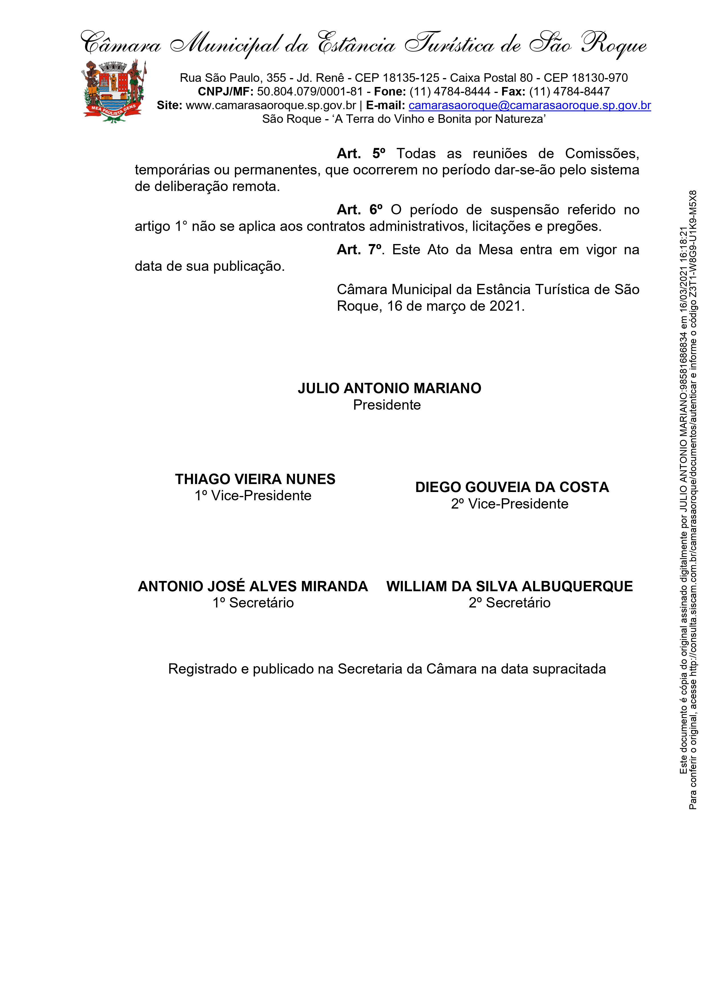 Câmara Municipal da Estância Turística de São Roque
MEA PAULISTA GENS
Rua São Paulo, 355 - Jd. Renê - CEP 18135-125 - Caixa Postal 80 - CEP 18130-970
CNPJ/MF: 50.804.079/0001-81 - Fone: (11) 4784-8444 - Fax: (11) 4784-8447
Site: www.camarasaoroque.sp.gov.br | E-mail: camarasaoroque@camarasaoroque.sp.gov.br
São Roque - ‘A Terra do Vinho e Bonita por Natureza’
Art. 5º Todas as reuniões de Comissões,
temporárias ou permanentes, que ocorrerem no período dar-se-ão pelo sistema
de deliberação remota.
Art. 6º O período de suspensão referido no
artigo 1° não se aplica aos contratos administrativos, licitações e pregões.
Art. 7º. Este Ato da Mesa entra em vigor na
data de sua publicação.
Câmara Municipal da Estância Turística de São
Roque, 16 de março de 2021.
JULIO ANTONIO MARIANO
Presidente
THIAGO VIEIRA NUNES
1º Vice-Presidente
DIEGO GOUVEIA DA COSTA
2º Vice-Presidente
ANTONIO JOSÉ ALVES MIRANDA
1º Secretário
WILLIAM DA SILVA ALBUQUERQUE
2º Secretário
Registrado e publicado na Secretaria da Câmara na data supracitada
Este documento é cópia do original assinado digitalmente por JULIO ANTONIO MARIANO:98581686834 em 16/03/2021 16:18:21
Para conferir o original, acesse http://consulta.siscam.com.br/camarasaoroque/documentos/autenticar e informe o código Z3T1-W8G9-U1K9-M5X8